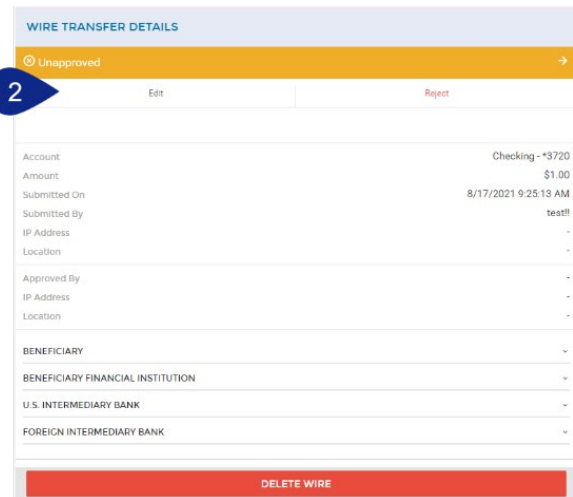 WIRE TRANSFER DETAILS
Unapproved
2
Edit Reject
Account Checking - *3720
Amount $1.00
Submitted On 8/17/2021 9:25:13 AM
Submitted By test!!
IP Address -
Location -
Approved By -
IP Address -
Location -
BENEFICIARY
BENEFICIARY FINANCIAL INSTITUTION
U.S. INTERMEDIARY BANK
FOREIGN INTERMEDIARY BANK
DELETE WIRE